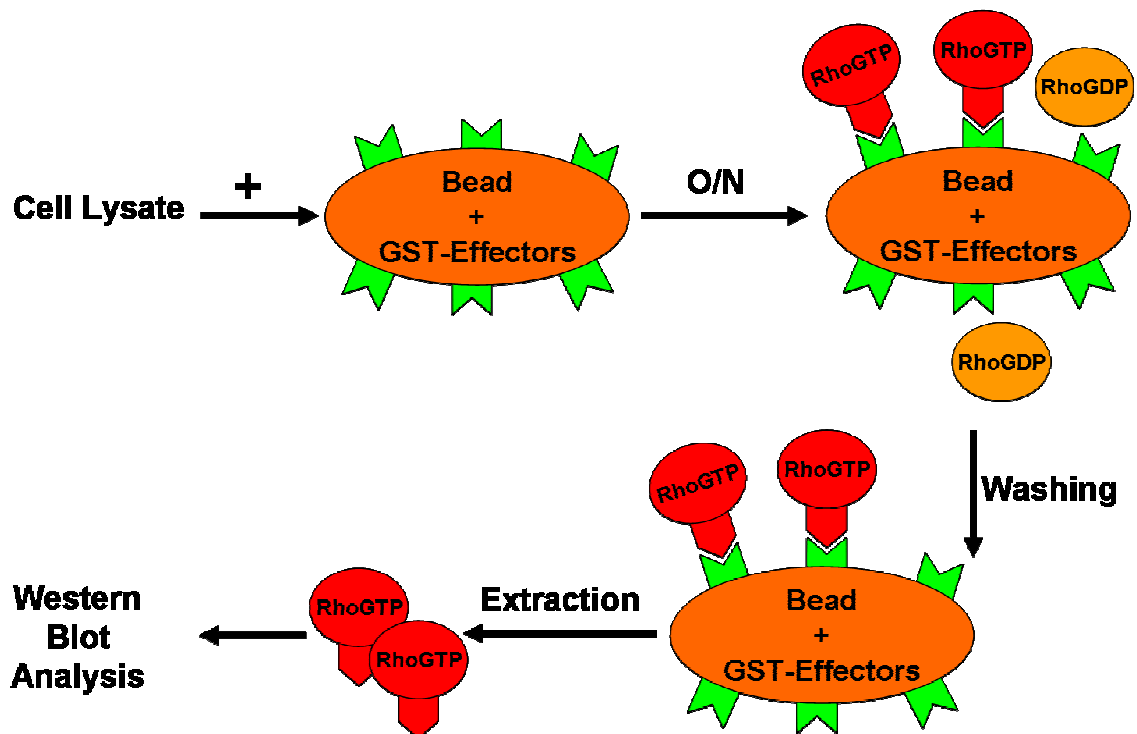 Cell Lysate
+
Bead
+
GST-Effectors
O/N
RhoGTP
RhoGTP
RhoGDP
Bead
+
GST-Effectors
RhoGDP
Washing
RhoGTP
RhoGTP
Bead
+
GST-Effectors
Extraction
RhoGTP
RhoGTP
Western
Blot
Analysis